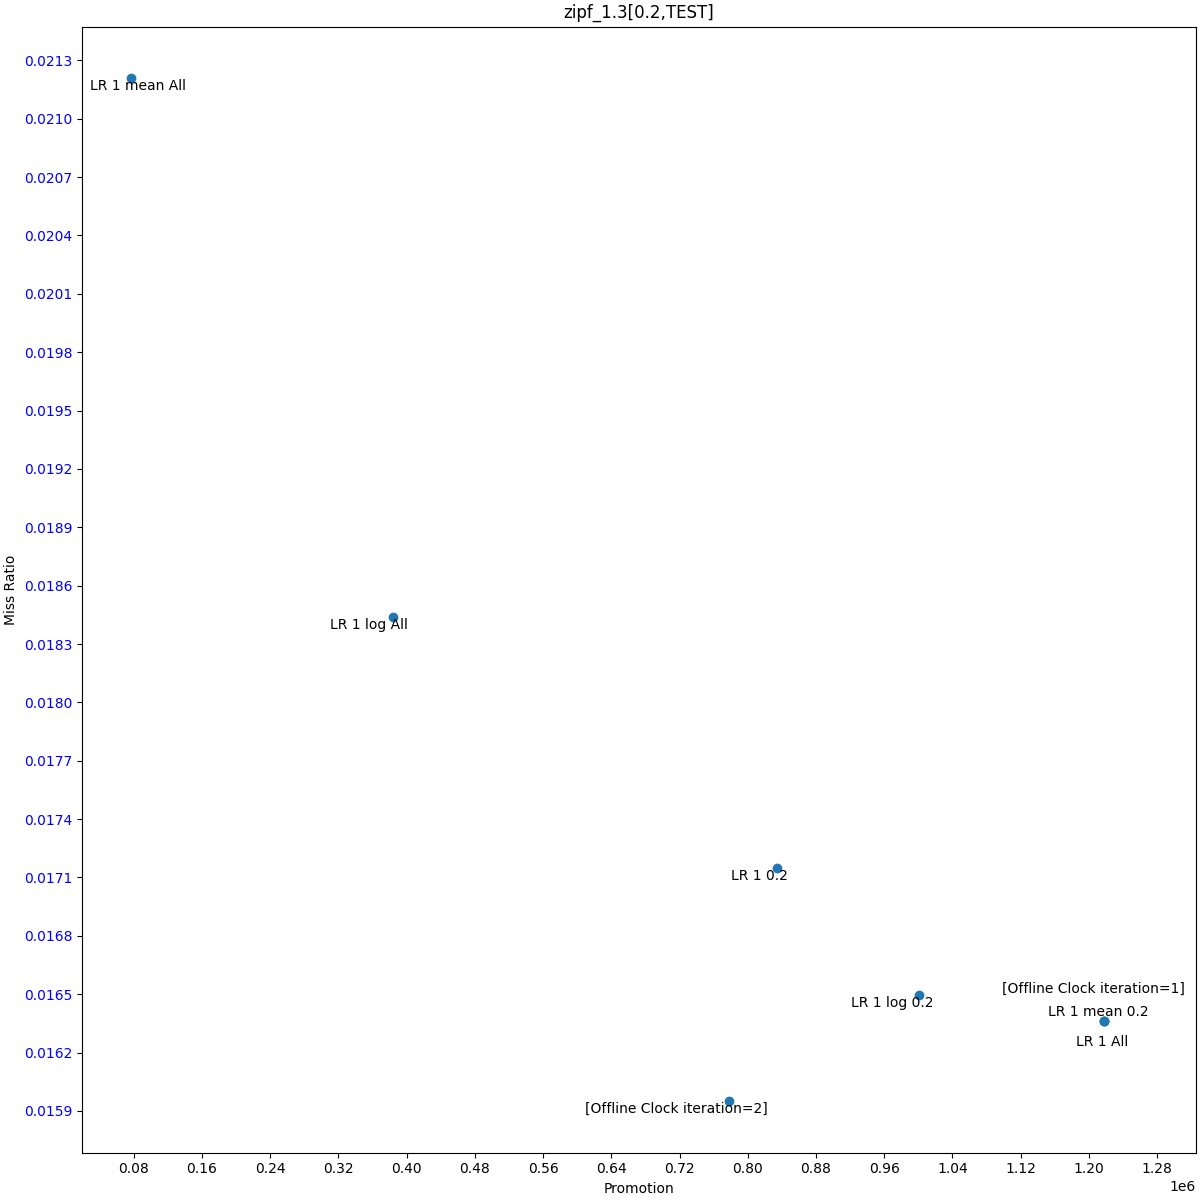 zipf_1.3[0.2,TEST]
0.0213
LR 1 mean All
0.0210
0.0207
0.0204
0.0201
0.0198
0.0195
0.0192
0.0189
0.0186
Miss Ratio
LR 1 log All
0.0183
0.0180
0.0177
0.0174
0.0171
LR 1 0.2
0.0168
0.0165
[Offline Clock iteration=1]
LR 1 log 0.2
LR 1 mean 0.2
LR 1 All
0.0162
[Offline Clock iteration=2]
0.0159
0.08 0.16 0.24 0.32 0.40 0.48 0.56 0.64 0.72 0.80 0.88 0.96 1.04 1.12 1.20 1.28
1e6
Promotion